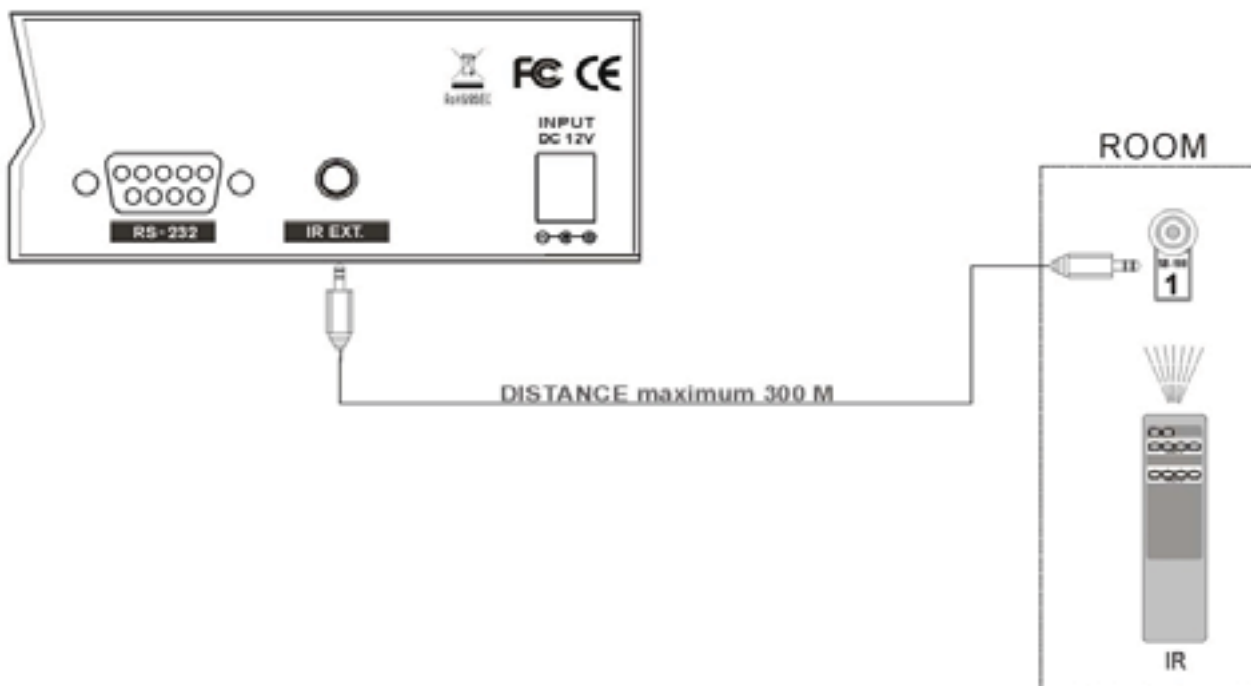 FC CE
INPUT
DC 12V
RS-232
IR EXT.
DISTANCE maximum 300 M
ROOM
1
IR